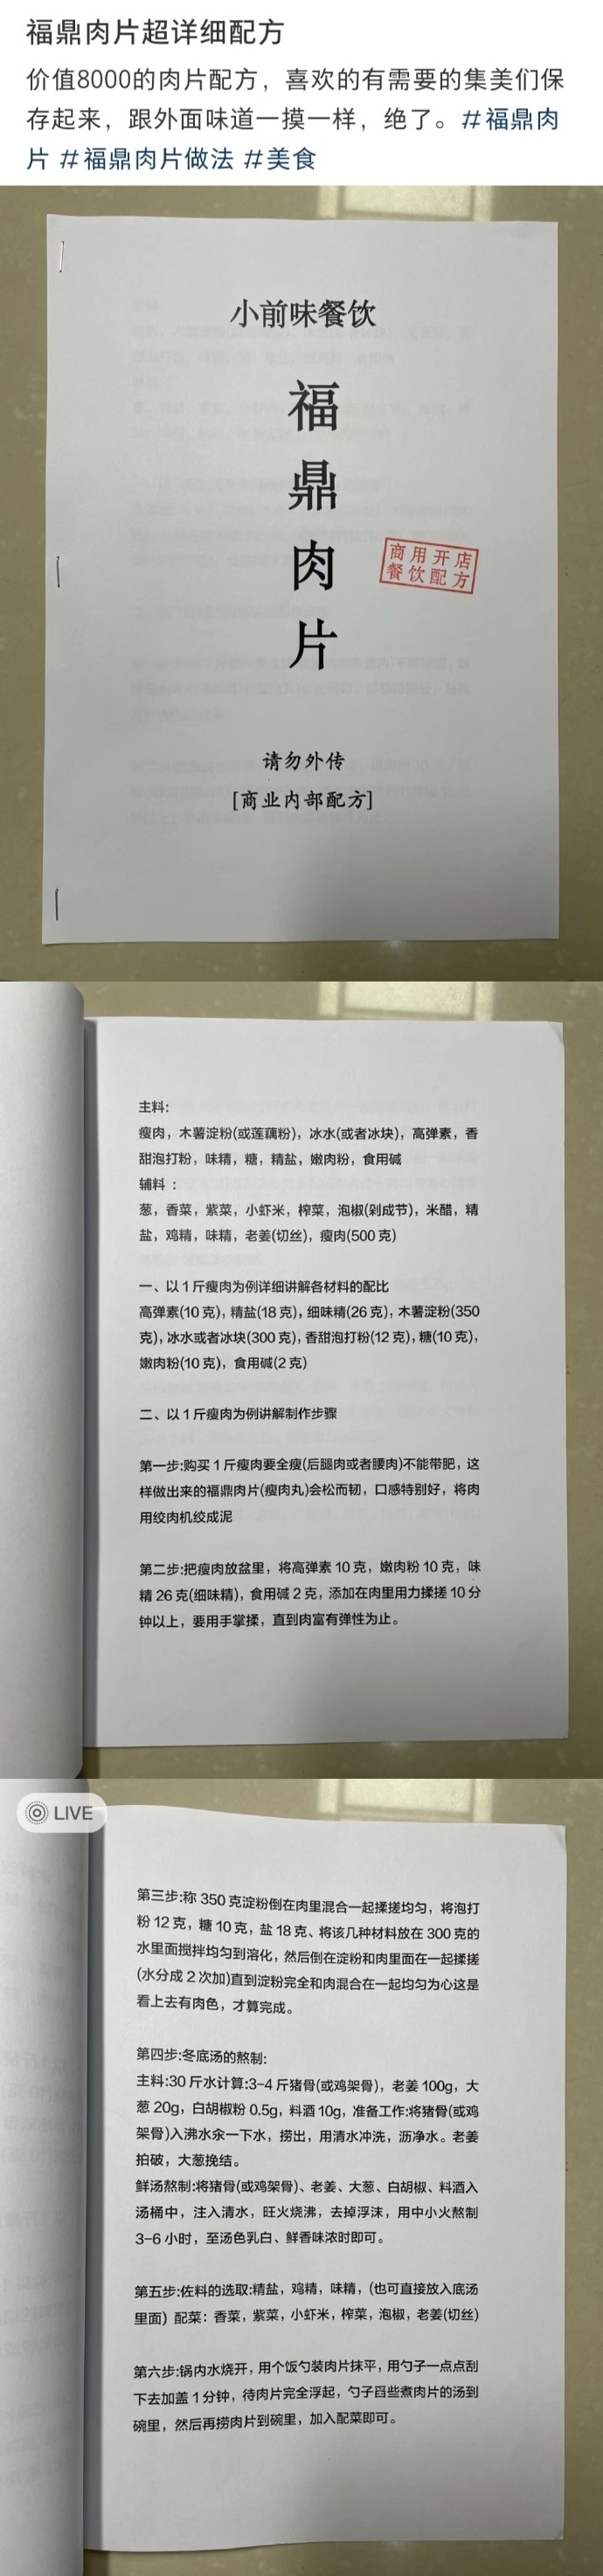 福鼎肉片超详细配方
价值8000的肉片配方，喜欢的有需要的集美们保
存起来，跟外面味道一摸一样，绝了。#福鼎肉
片 #福鼎肉片做法 #美食
小前味餐饮
福
鼎
肉
片
商用开店
餐饮配方
请勿外传
[商业内部配方]
主料:
瘦肉，木薯淀粉(或莲藕粉)，冰水(或者冰块)，高弹素，香
甜泡打粉，味精，糖，精盐，嫩肉粉，食用碱
辅料：
葱，香菜，紫菜，小虾米，榨菜，泡椒(剁成节)，米醋，精
盐，鸡精，味精，老姜(切丝)，瘦肉(500克)
一、以1斤瘦肉为例详细讲解各材料的配比
高弹素(10克)，精盐(18克)，细味精(26克)，木薯淀粉(350
克)，冰水或者冰块(300克)，香甜泡打粉(12克)，糖(10克)，
嫩肉粉(10克)，食用碱(2克)
二、以1斤瘦肉为例讲解制作步骤
第一步:购买1斤瘦肉要全瘦(后腿肉或者腰肉)不能带肥，这
样做出来的福鼎肉片(瘦肉丸)会松而韧，口感特别好，将肉
用绞肉机绞成泥
第二步:把瘦肉放盆里，将高弹素10克，嫩肉粉10克，味
精26克(细味精)，食用碱2克，添加在肉里用力揉搓10分
钟以上，要用手掌揉，直到肉富有弹性为止。
LIVE
第三步:称350克淀粉倒在肉里混合一起揉搓均匀，将泡打
粉12克，糖10克，盐18克、将该几种材料放在300克的
水里面搅拌均匀到溶化，然后倒在淀粉和肉里面在一起揉搓
(水分成2次加)直到淀粉完全和肉混合在一起均匀为心这是
看上去有肉色，才算完成。
第四步:冬底汤的熬制:
主料:30斤水计算:3-4斤猪骨(或鸡架骨)，老姜100g，大
葱20g，白胡椒粉0.5g，料酒10g，准备工作:将猪骨(或鸡
架骨)入沸水汆一下水，捞出，用清水冲洗，沥净水。老姜
拍破，大葱挽结。
鲜汤熬制:将猪骨(或鸡架骨)、老姜、大葱、白胡椒、料酒入
汤桶中，注入清水，旺火烧沸，去掉浮沫，用中小火熬制
3-6小时，至汤色乳白、鲜香味浓时即可。
第五步:佐料的选取:精盐，鸡精，味精，(也可直接放入底汤
里面) 配菜：香菜，紫菜，小虾米，榨菜，泡椒，老姜(切丝)
第六步:锅内水烧开，用个饭勺装肉片抹平，用勺子一点点刮
下去加盖1分钟，待肉片完全浮起，勺子舀些煮肉片的汤到
碗里，然后再捞肉片到碗里，加入配菜即可。